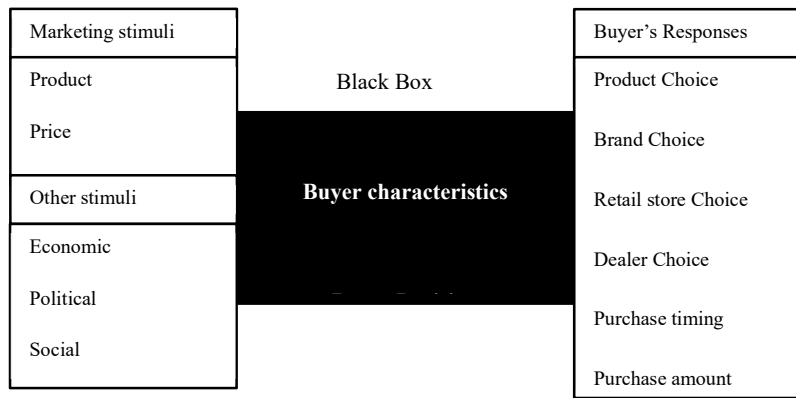 Marketing stimuli
Product
Price
Other stimuli
Economic
Political
Social
Black Box
Buyer characteristics
Buyer's Responses
Product Choice
Brand Choice
Retail store Choice
Dealer Choice
Purchase timing
Purchase amount